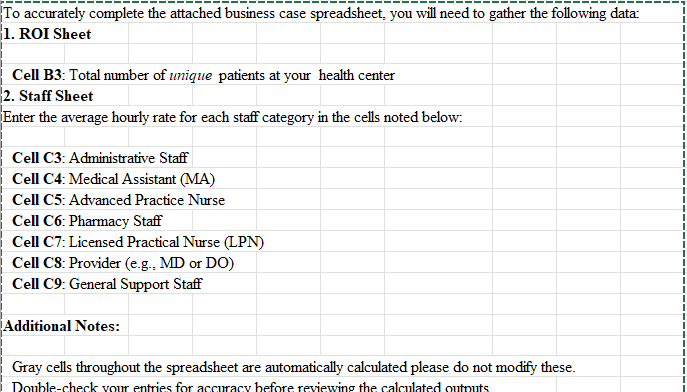 To accurately complete the attached business case spreadsheet, you will need to gather the following data:
1. ROI Sheet
Cell B3: Total number of unique patients at your health center
2. Staff Sheet
Enter the average hourly rate for each staff category in the cells noted below:
Cell C3: Administrative Staff
Cell C4: Medical Assistant (MA)
Cell C5: Advanced Practice Nurse
Cell C6: Pharmacy Staff
Cell C7: Licensed Practical Nurse (LPN)
Cell C8: Provider (e.g., MD or DO)
Cell C9: General Support Staff
Additional Notes:
Gray cells throughout the spreadsheet are automatically calculated please do not modify these.
Double-check your entries for accuracy before reviewing the calculated outputs